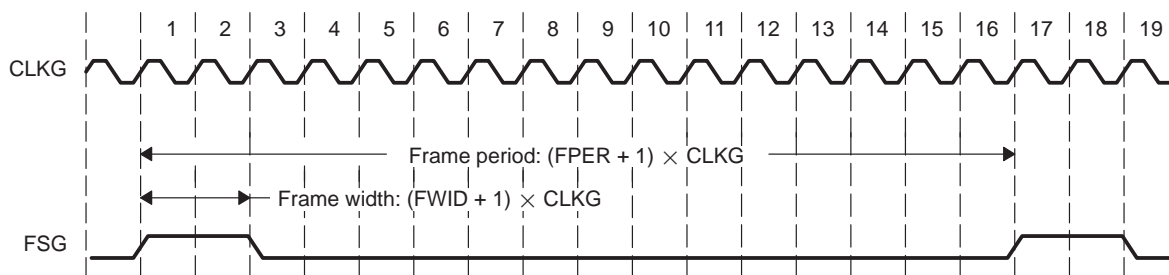 1 2 3 4 5 6 7 8 9 10 11 12 13 14 15 16 17 18 19
CLKG
Frame period: (FPER + 1) × CLKG
Frame width: (FWID + 1) × CLKG
FSG